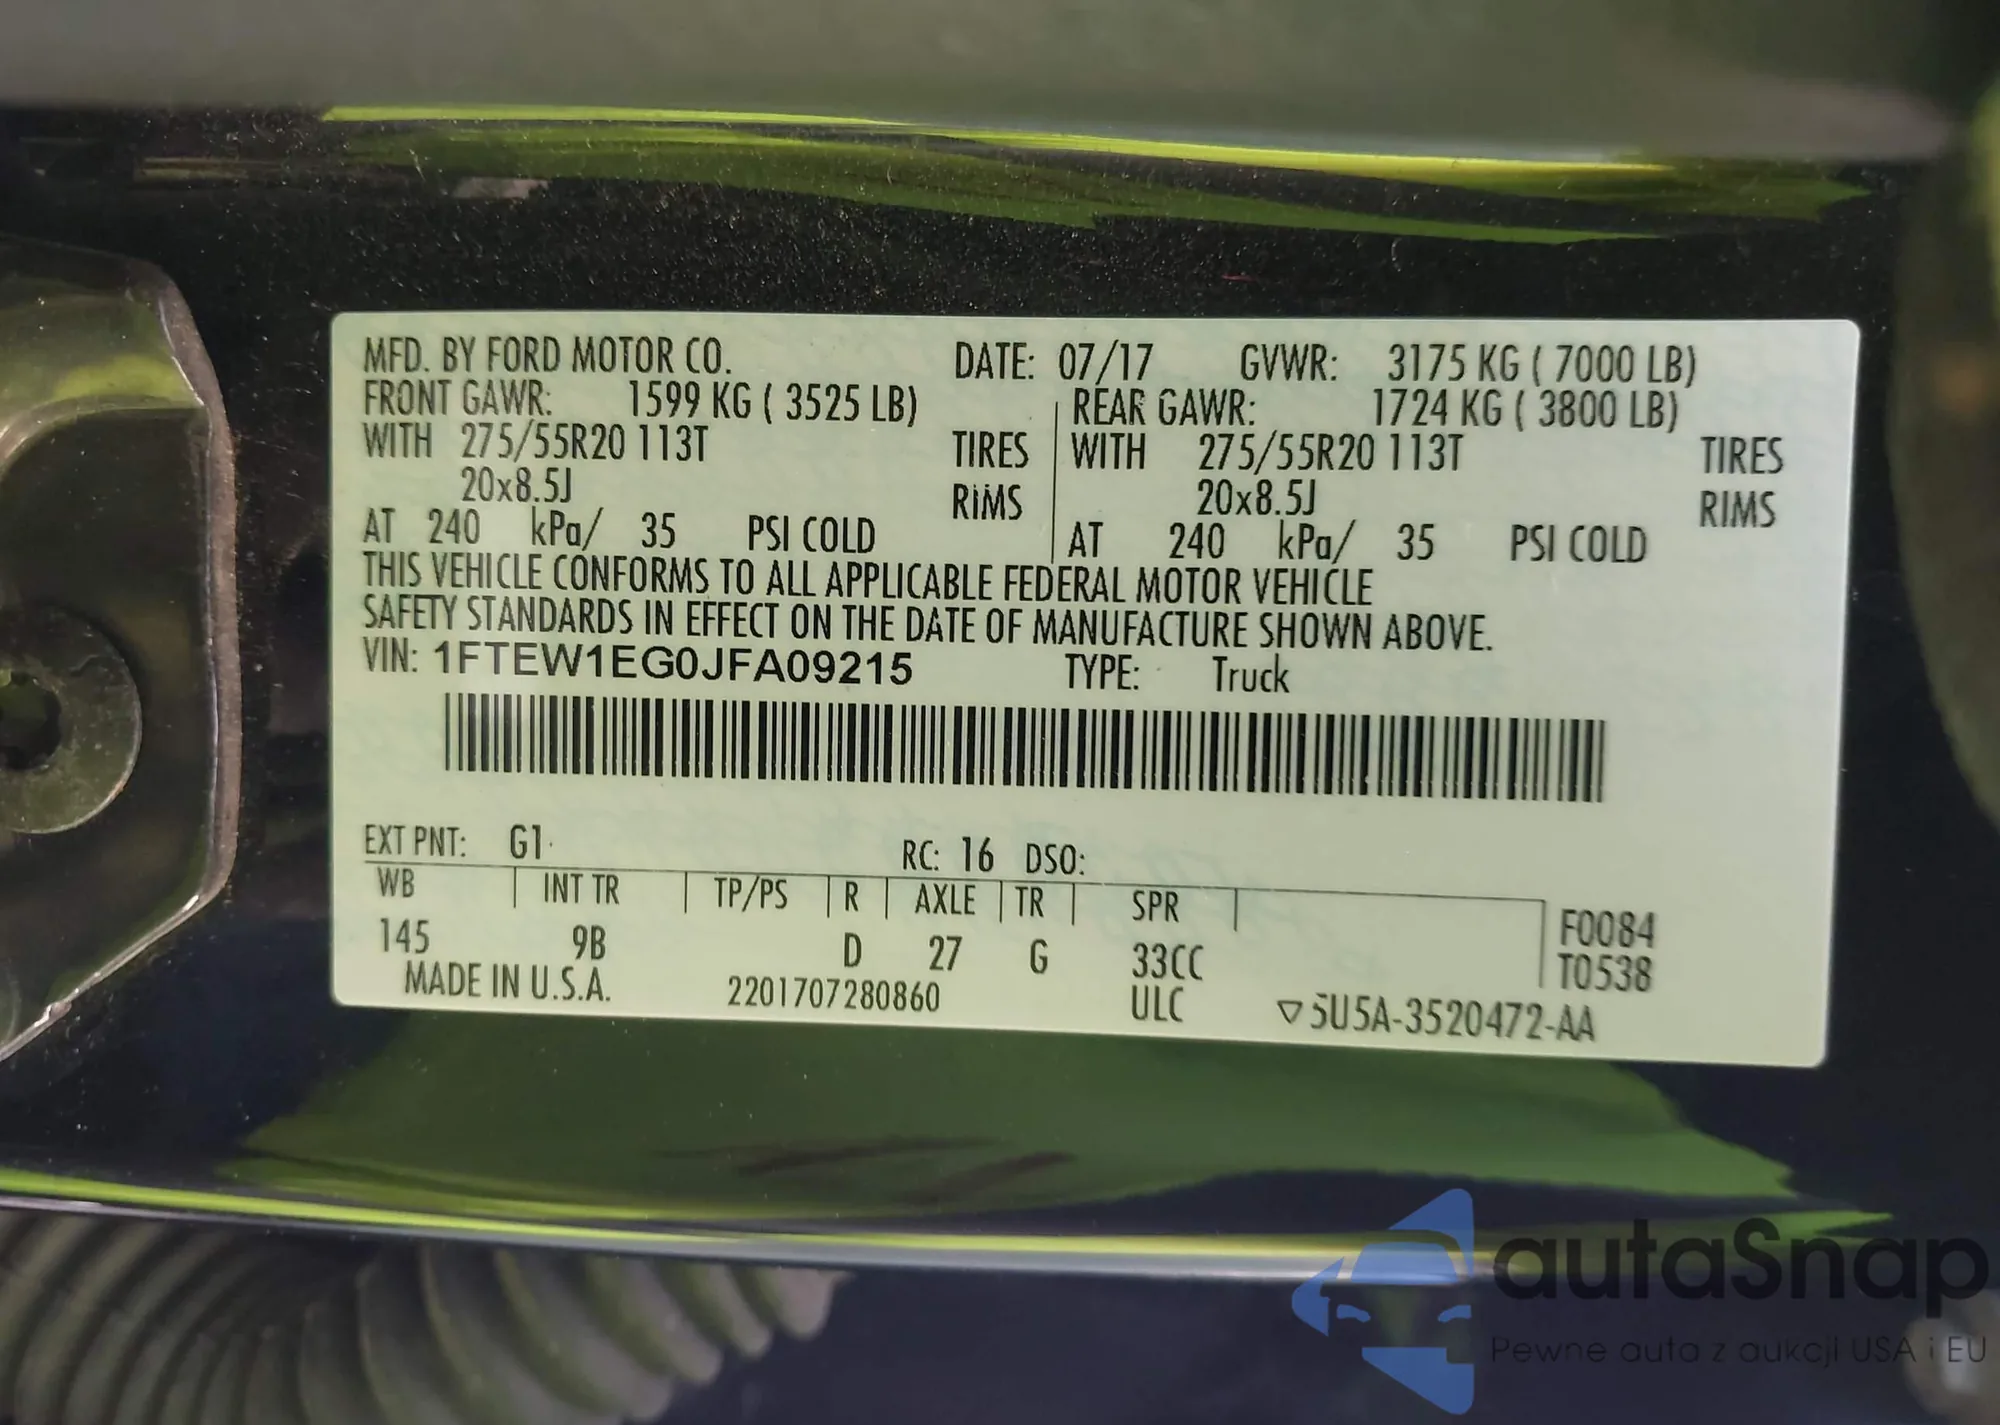 MFD. BY FORD MOTOR CO. DATE: 07/17 GVWR: 3175 KG ( 7000 LB)
FRONT GAWR: 1599 KG ( 3525 LB) REAR GAWR: 1724 KG ( 3800 LB)
WITH 275/55R20 113T TIRES WITH 275/55R20 113T TIRES
20x8.5J RIMS 20x8.5J RIMS
AT 240 kPa/ 35 PSI COLD AT 240 kPa/ 35 PSI COLD
THIS VEHICLE CONFORMS TO ALL APPLICABLE FEDERAL MOTOR VEHICLE
SAFETY STANDARDS IN EFFECT ON THE DATE OF MANUFACTURE SHOWN ABOVE.
VIN: 1FTEW1EG0JFA09215 TYPE: Truck
EXT PNT: G1 RC: 16 DSO:
WB INT TR TP/PS R AXLE TR SPR
145 9B D 27 G 33CC F0084
ULC T0538
MADE IN U.S.A. 2201707280860 ▽5U5A-3520472-AA
autaSnap
Pewne auta z aukcji USA i EU